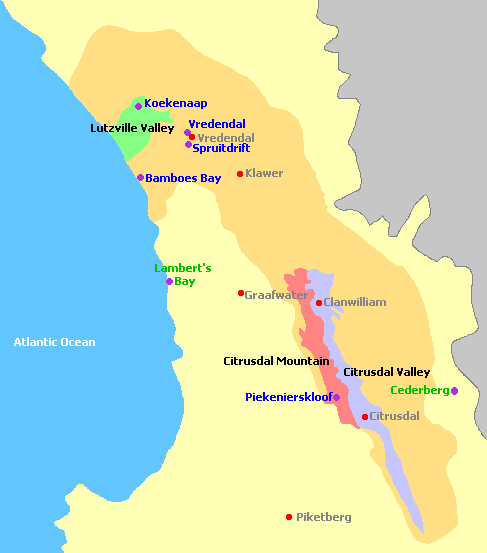 Koekenaap
Lutzville Valley
Vredendal
Vredendal
Spruitdrift
Klawer
Bamboes Bay
Lambert's
Bay
Graafwater
Clanwilliam
Atlantic Ocean
Citrusdal Mountain
Citrusdal Valley
Cederberg
Piekenierskloof
Citrusdal
Piketberg